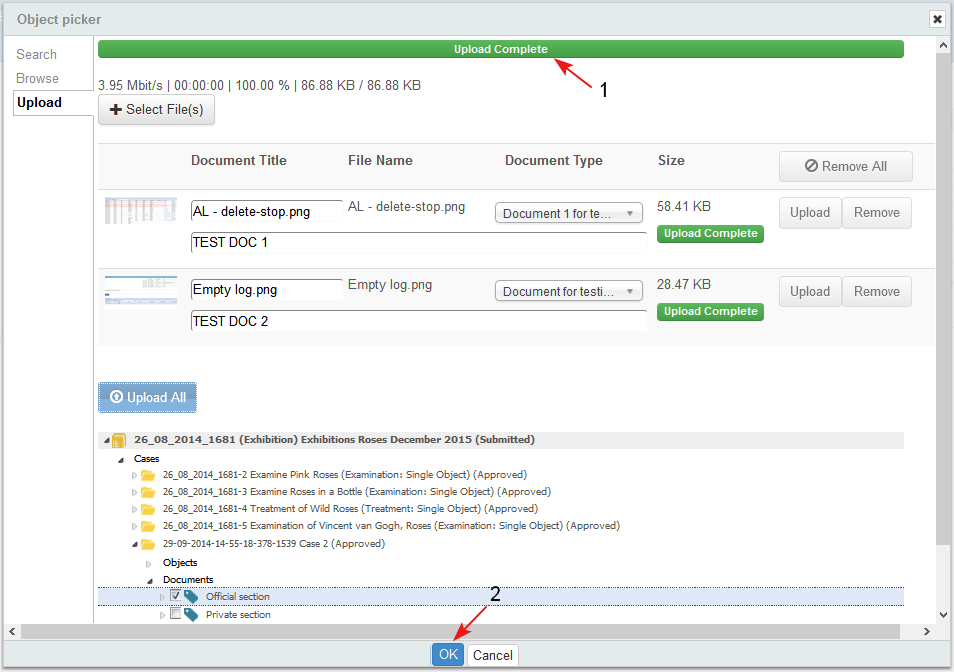 Object picker
Search
Browse
Upload
Upload Complete
1
3.95 Mbit/s | 00:00:00 | 100.00 % | 86.88 KB / 86.88 KB
Select File(s)
Document Title File Name Document Type Size Remove All
AL - delete-stop.png AL - delete-stop.png Document 1 for te... 58.41 KB Upload Remove
Upload Complete
TEST DOC 1
Empty log.png Empty log.png Document for testi... 28.47 KB Upload Remove
Upload Complete
TEST DOC 2
Upload All
26_08_2014_1681 (Exhibition) Exhibitions Roses December 2015 (Submitted)
Cases
26_08_2014_1681-2 Examine Pink Roses (Examination: Single Object) (Approved)
26_08_2014_1681-3 Examine Roses in a Bottle (Examination: Single Object) (Approved)
26_08_2014_1681-4 Treatment of Wild Roses (Treatment: Single Object) (Approved)
26_08_2014_1681-5 Examination of Vincent van Gogh, Roses (Examination: Single Object) (Approved)
29-09-2014-14-55-18-378-1539 Case 2 (Approved)
Objects
Documents
Official section
2
Private section
OK Cancel